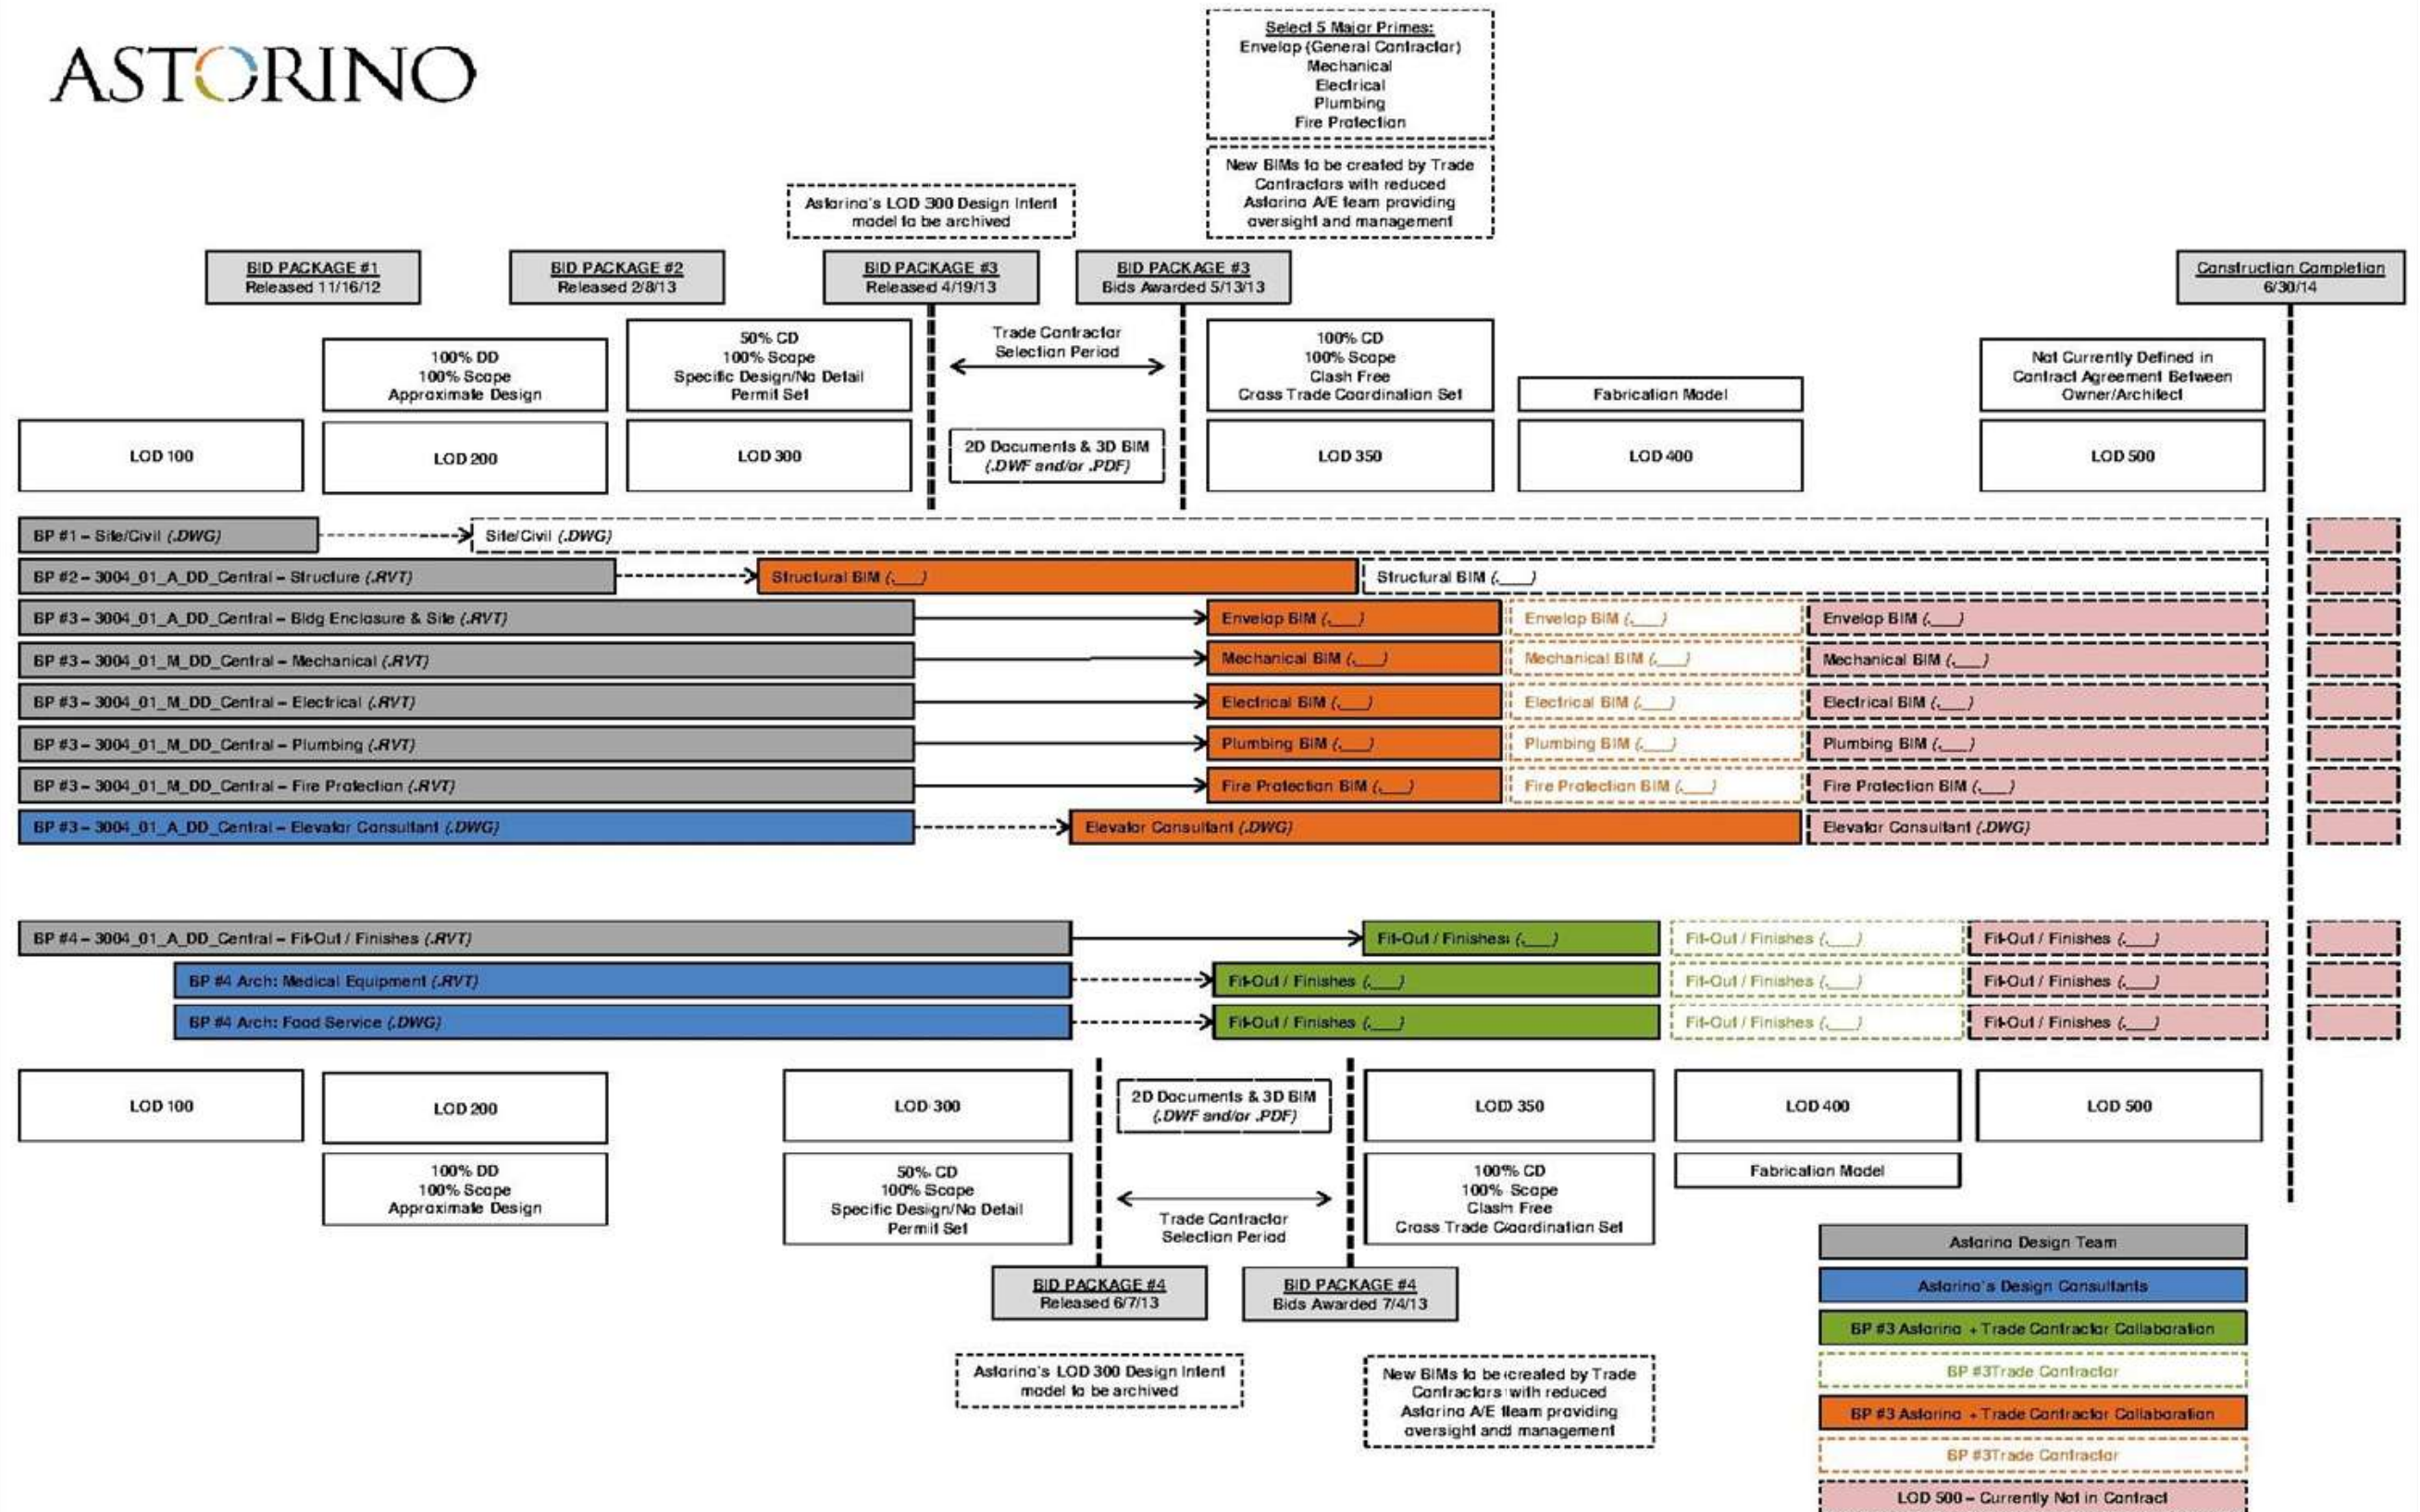 ASTORINO
Select 5 Major Primes:
Envelop (General Contractor)
Mechanical
Electrical
Plumbing
Fire Protection
New BIMs to be created by Trade
Contractors with reduced
Astorino A/E team providing
oversight and management
Astorino's LOD 300 Design Intent
model to be archived
BID PACKAGE #1
Released 11/16/12
BID PACKAGE #2
Released 2/8/13
BID PACKAGE #3
Released 4/19/13
BID PACKAGE #3
Bids Awarded 5/13/13
Construction Completion
6/30/14
100% DD
100% Scope
Approximate Design
50% CD
100% Scope
Specific Design/No Detail
Permit Set
Trade Contractor
Selection Period
100% CD
100% Scope
Clash Free
Cross Trade Coordination Set
Fabrication Model
Not Currently Defined in
Contract Agreement Between
Owner/Architect
LOD 100
LOD 200
LOD 300
2D Documents & 3D BIM
(.DWF and/or .PDF)
LOD 350
LOD 400
LOD 500
BP #1 – Site/Civil (.DWG)
Site/Civil (.DWG)
BP #2 – 3004_01_A_DD_Central – Structure (.RVT)
Structural BIM (.___)
Structural BIM (.___)
BP #3 – 3004_01_A_DD_Central – Bldg Enclosure & Site (.RVT)
Envelop BIM (.___)
Envelop BIM (.___)
Envelop BIM (.___)
BP #3 – 3004_01_M_DD_Central – Mechanical (.RVT)
Mechanical BIM (.___)
Mechanical BIM (.___)
Mechanical BIM (.___)
BP #3 – 3004_01_M_DD_Central – Electrical (.RVT)
Electrical BIM (.___)
Electrical BIM (.___)
Electrical BIM (.___)
BP #3 – 3004_01_M_DD_Central – Plumbing (.RVT)
Plumbing BIM (.___)
Plumbing BIM (.___)
Plumbing BIM (.___)
BP #3 – 3004_01_M_DD_Central – Fire Protection (.RVT)
Fire Protection BIM (.___)
Fire Protection BIM (.___)
Fire Protection BIM (.___)
BP #3 – 3004_01_A_DD_Central – Elevator Consultant (.DWG)
Elevator Consultant (.DWG)
Elevator Consultant (.DWG)
BP #4 – 3004_01_A_DD_Central – Fit-Out / Finishes (.RVT)
Fit-Out / Finishes (.___)
Fit-Out / Finishes (.___)
Fit-Out / Finishes (.___)
BP #4 Arch: Medical Equipment (.RVT)
Fit-Out / Finishes (.___)
Fit-Out / Finishes (.___)
Fit-Out / Finishes (.___)
BP #4 Arch: Food Service (.DWG)
Fit-Out / Finishes (.___)
Fit-Out / Finishes (.___)
Fit-Out / Finishes (.___)
LOD 100
LOD 200
LOD 300
2D Documents & 3D BIM
(.DWF and/or .PDF)
LOD 350
LOD 400
LOD 500
100% DD
100% Scope
Approximate Design
50% CD
100% Scope
Specific Design/No Detail
Permit Set
Trade Contractor
Selection Period
100% CD
100% Scope
Clash Free
Cross Trade Coordination Set
Fabrication Model
BID PACKAGE #4
Released 6/7/13
BID PACKAGE #4
Bids Awarded 7/4/13
Astorino's LOD 300 Design Intent
model to be archived
New BIMs to be created by Trade
Contractors with reduced
Astorino A/E team providing
oversight and management
Astorino Design Team
Astorino's Design Consultants
BP #3 Astorino + Trade Contractor Collaboration
BP #3Trade Contractor
BP #3 Astorino + Trade Contractor Collaboration
BP #3Trade Contractor
LOD 500 – Currently Not in Contract